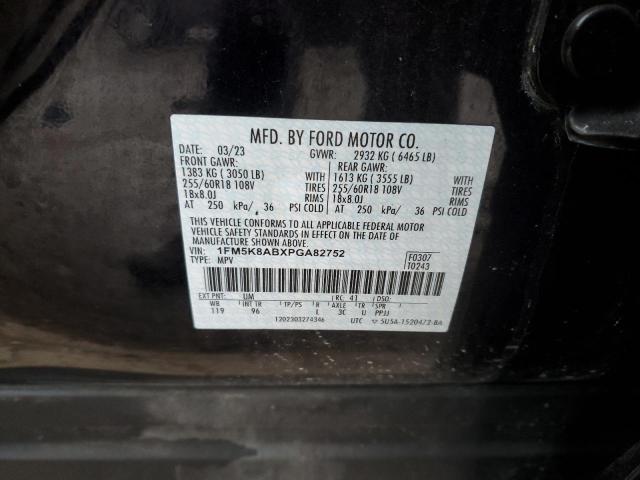 MFD. BY FORD MOTOR CO.
DATE: 03/23 GVWR: 2932 KG ( 6465 LB)
FRONT GAWR: REAR GAWR:
1383 KG ( 3050 LB) WITH 1613 KG ( 3555 LB) WITH
255/60R18 108V TIRES 255/60R18 108V TIRES
18x8.0J RIMS 18x8.0J RIMS
AT 250 kPa/ 36 PSI COLD AT 250 kPa/ 36 PSI COLD
THIS VEHICLE CONFORMS TO ALL APPLICABLE FEDERAL MOTOR
VEHICLE SAFETY STANDARDS IN EFFECT ON THE DATE OF
MANUFACTURE SHOWN ABOVE.
VIN: 1FM5K8ABXPGA82752 F0307
TYPE: MPV T0243
EXT PNT: UM RC: 41 DSO:
WB INT TR TP/PS R AXLE TR SPR
119 96 L 3C U PPJJ
1202303274346 UTC